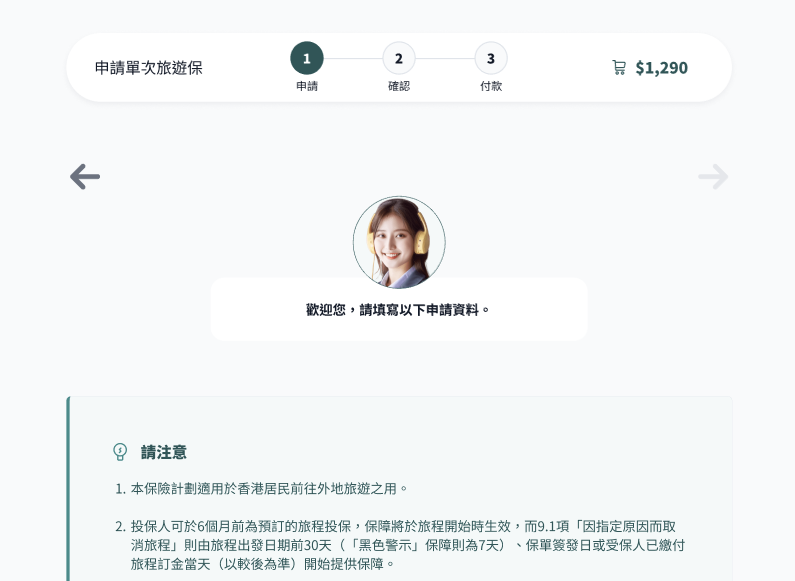 申請單次旅遊保
1
2
3
申請
確認
付款
$1,290
歡迎您，請填寫以下申請資料。
請注意
1. 本保險計劃適用於香港居民前往外地旅遊之用。
2. 投保人可於6個月前為預訂的旅程投保，保障將於旅程開始時生效，而9.1項「因指定原因而取
消旅程」則由旅程出發日期前30天（「黑色警示」保障則為7天）、保單簽發日或受保人已繳付
旅程訂金當天（以較後為準）開始提供保障。